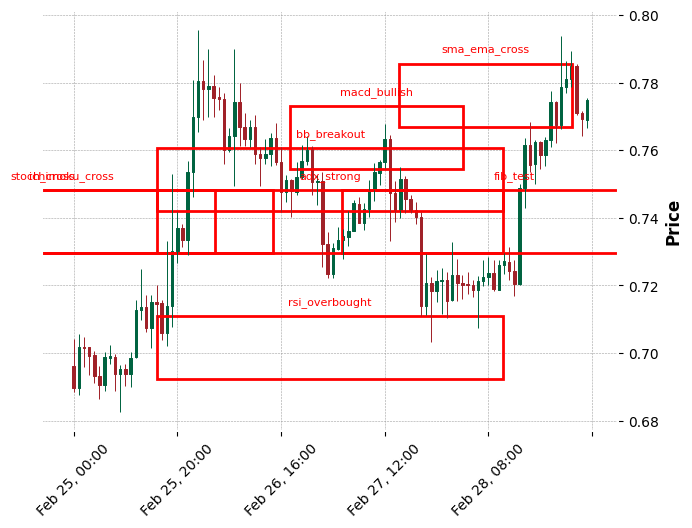 0.80
sma_ema_cross
0.78
macd_bullish
bb_breakout
0.76
adx_strong
fib_test
0.74
Price
0.72
rsi_overbought
0.70
0.68
Feb 25, 00:00
Feb 25, 20:00
Feb 26, 16:00
Feb 27, 12:00
Feb 28, 08:00